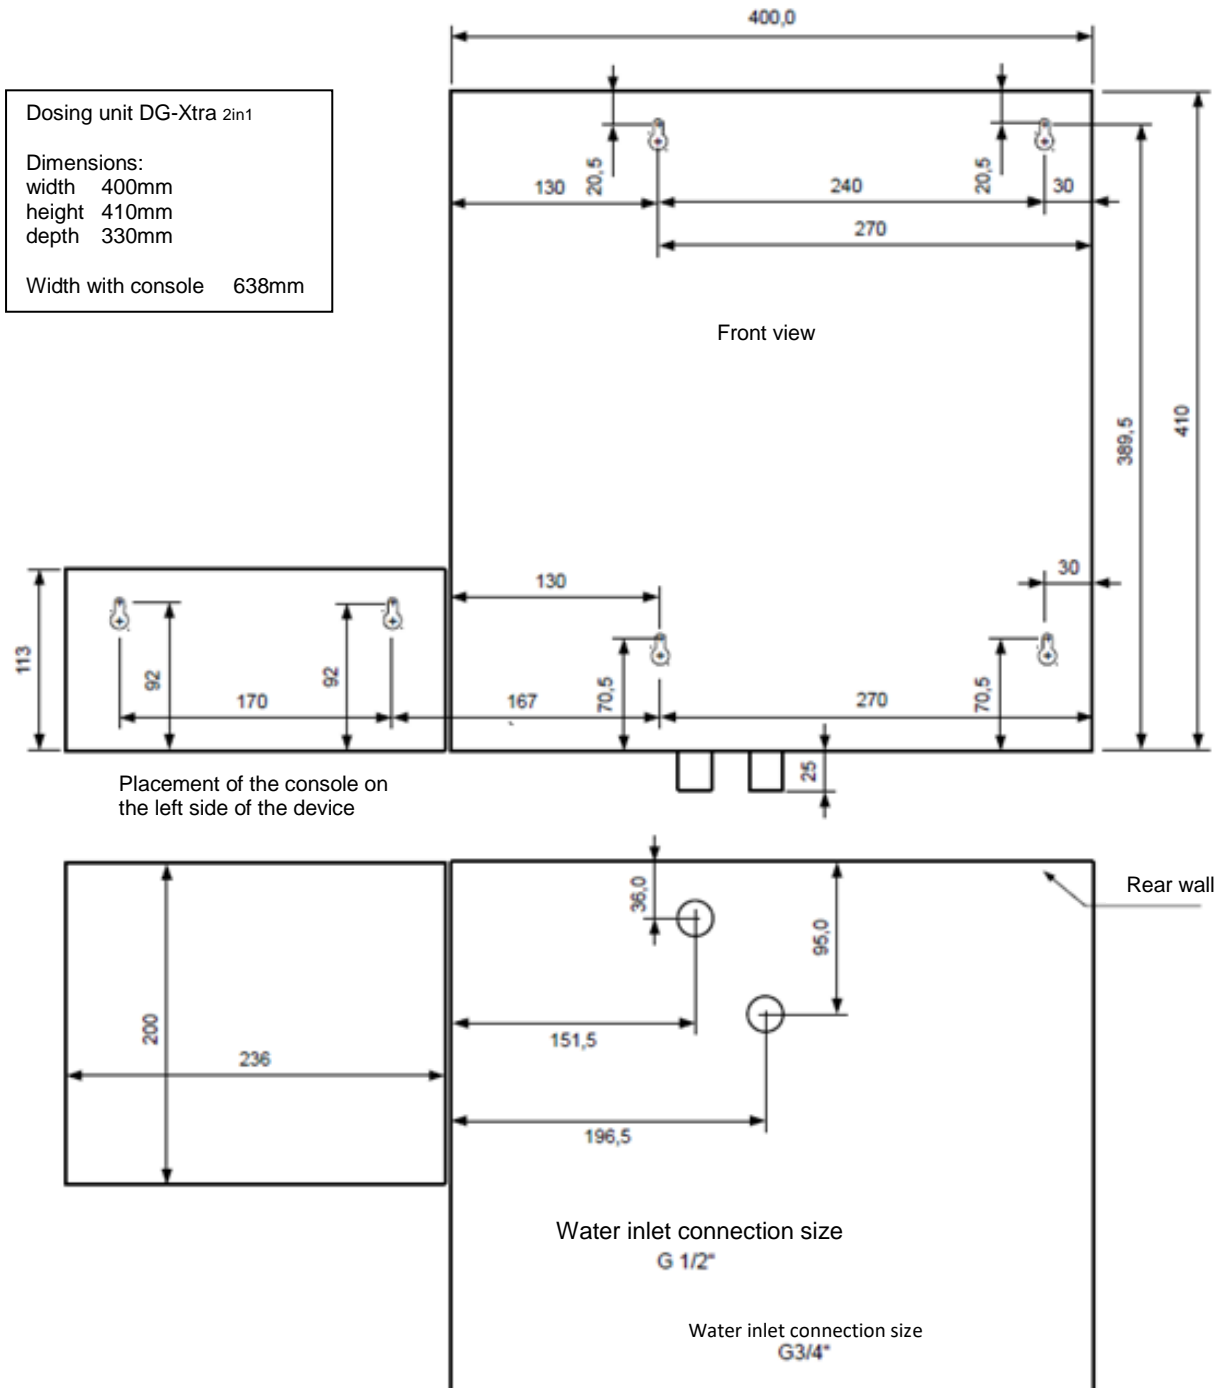 400,0
Dosing unit DG-Xtra 2in1
Dimensions:
width 400mm
height 410mm
depth 330mm
Width with console 638mm
130
20,5
240
20,5
30
270
Front view
389,5
410
113
92
170
92
130
167
70,5
270
70,5
30
25
Placement of the console on
the left side of the device
36,0
95,0
Rear wall
200
236
151,5
196,5
Water inlet connection size
G 1/2"
Water inlet connection size
G3/4"